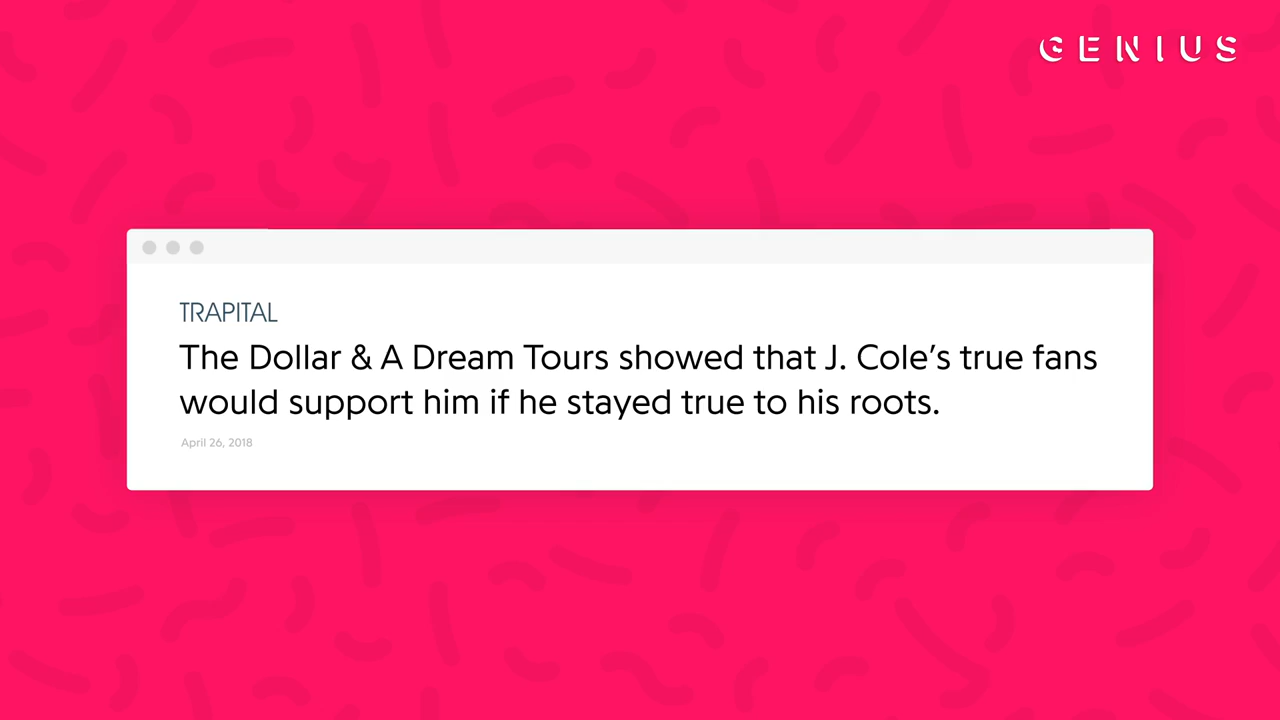 GENIUS
TRAPITAL
The Dollar & A Dream Tours showed that J. Cole’s true fans
would support him if he stayed true to his roots.
April 26, 2018